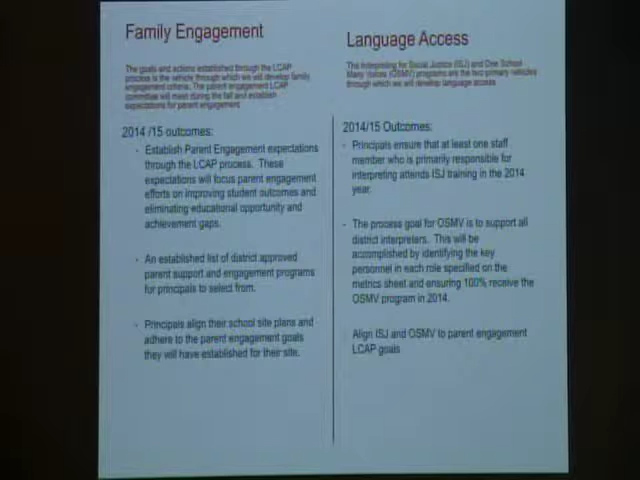 Family Engagement
The goals and actions established through the LCAP
process is the vehicle through which we will develop family
engagement criteria. The parent engagement LCAP
committee will meet during the fall and establish
expectations for parent engagement
2014 /15 outcomes:
- Establish Parent Engagement expectations
through the LCAP process. These
expectations will focus parent engagement
efforts on improving student outcomes and
eliminating educational opportunity and
achievement gaps.
- An established list of district approved
parent support and engagement programs
for principals to select from.
- Principals align their school site plans and
adhere to the parent engagement goals
they will have established for their site.
Language Access
The Interpreting for Social Justice (ISJ) and One School
Many Voices (OSMV) programs are the two primary vehicles
through which we will develop language access
2014/15 Outcomes:
- Principals ensure that at least one staff
member who is primarily responsible for
interpreting attends ISJ training in the 2014
year.
- The process goal for OSMV is to support all
district interpreters. This will be
accomplished by identifying the key
personnel in each role specified on the
metrics sheet and ensuring 100% receive the
OSMV program in 2014.
- Align ISJ and OSMV to parent engagement
LCAP goals